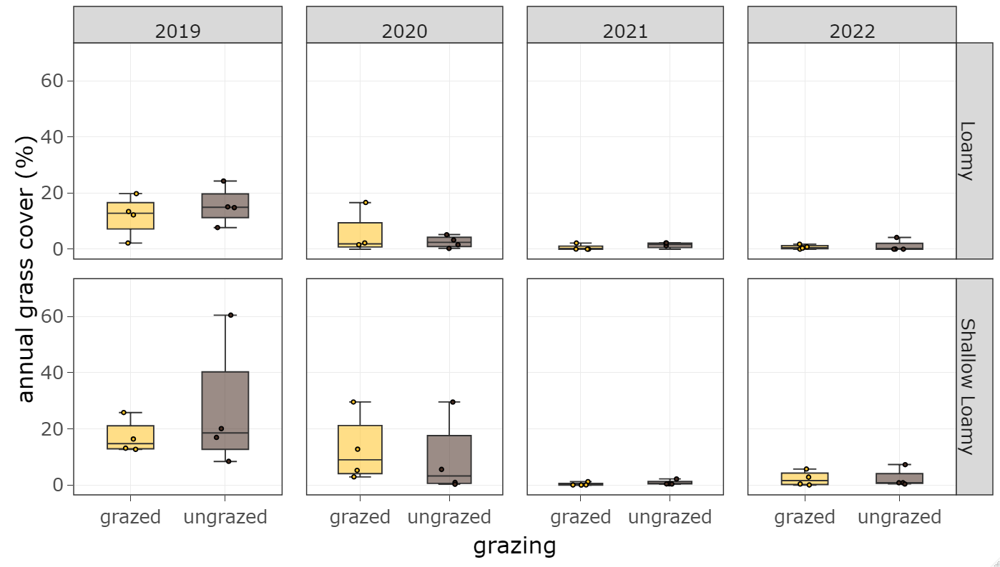 2019 2020 2021 2022
annual grass cover (%)
60
40
20
0
Loamy
60
40
20
0
Shallow Loamy
grazed ungrazed grazed ungrazed grazed ungrazed grazed ungrazed
grazing